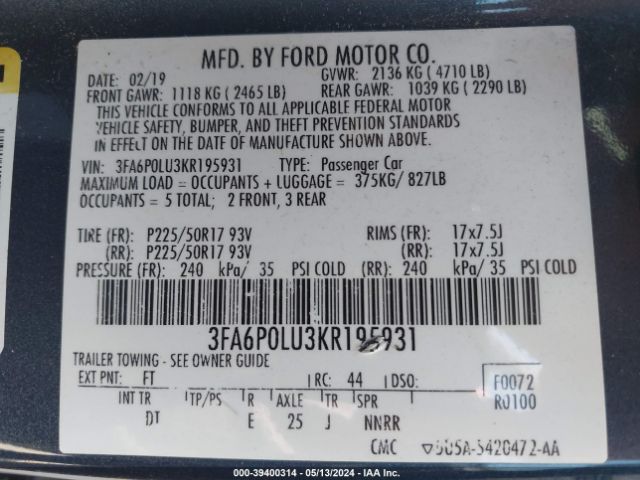 MFD. BY FORD MOTOR CO.
DATE: 02/19 GVWR: 2136 KG (4710 LB)
FRONT GAWR: 1118 KG (2465 LB) REAR GAWR: 1039 KG (2290 LB)
THIS VEHICLE CONFORMS TO ALL APPLICABLE FEDERAL MOTOR
VEHICLE SAFETY, BUMPER, AND THEFT PREVENTION STANDARDS
IN EFFECT ON THE DATE OF MANUFACTURE SHOWN ABOVE.
VIN: 3FA6P0LU3KR195931 TYPE: Passenger Car
MAXIMUM LOAD = OCCUPANTS + LUGGAGE = 375KG/ 827LB
OCCUPANTS = 5 TOTAL; 2 FRONT, 3 REAR
TIRE (FR): P225/50R17 93V RIMS (FR): 17x7.5J
(RR): P225/50R17 93V (RR): 17x7.5J
PRESSURE (FR): 240 kPa/ 35 PSI COLD (RR): 240 kPa/ 35 PSI COLD
3FA6P0LU3KR195931
TRAILER TOWING - SEE OWNER GUIDE
EXT PNT: FT RC: 44 DSO: F0072
INT TR TP/PS R AXLE TR SPR R0100
DT E 25 J NNRR
CMC ▽5U5A-5420472-AA
000-39400314 - 05/13/2024 - IAA Inc.